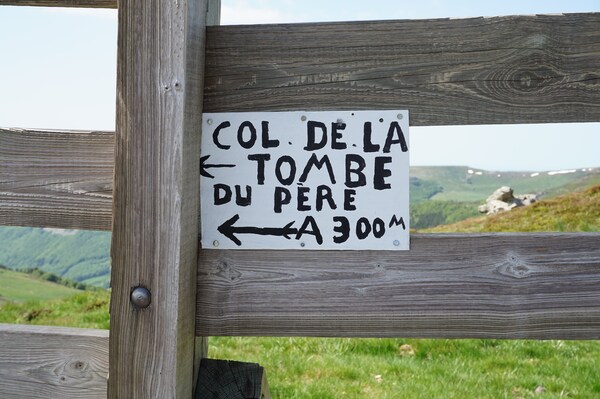 COL. DE. LA
← TOMBE
DU PÈRE
← A 300M